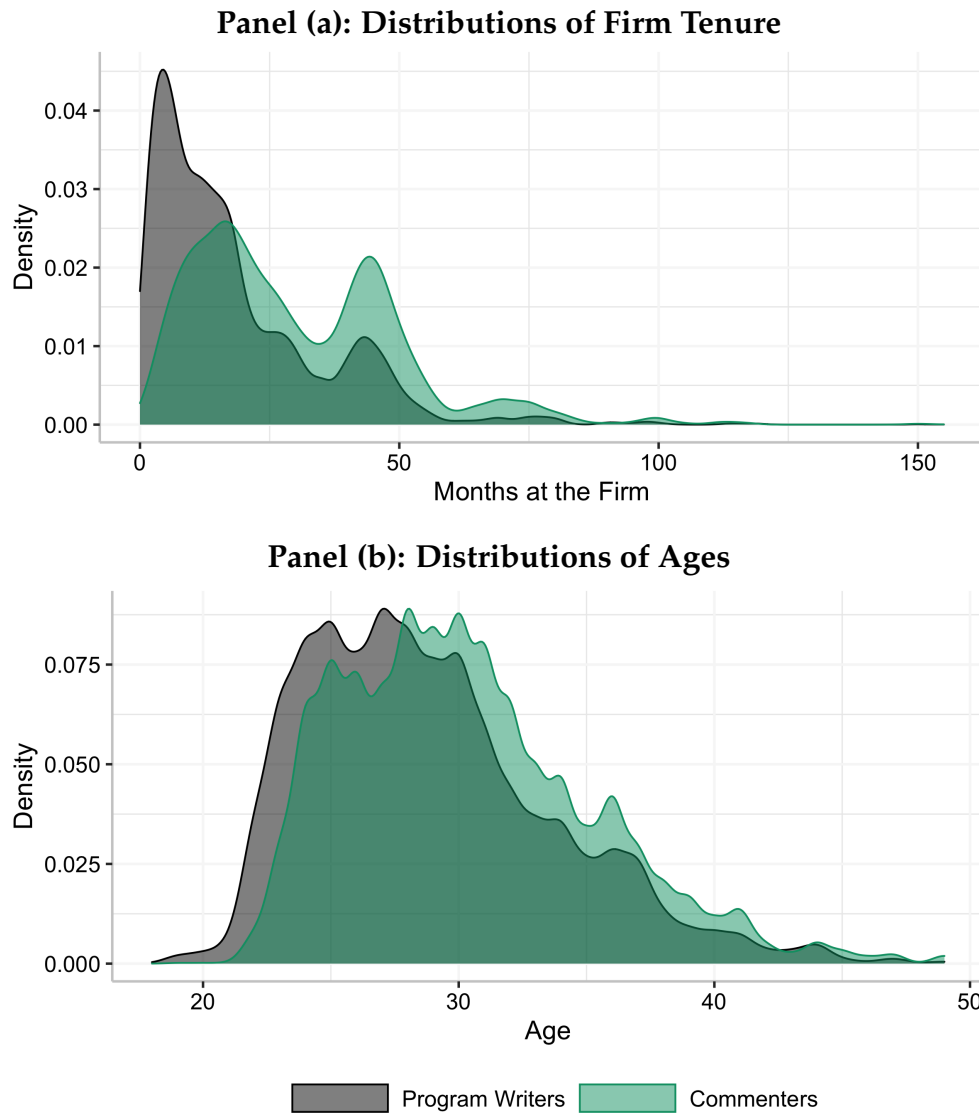 Panel (a): Distributions of Firm Tenure
Density
0.04
0.03
0.02
0.01
0.00
0 50 100 150
Months at the Firm
Panel (b): Distributions of Ages
Density
0.075
0.050
0.025
0.000
20 30 40 50
Age
Program Writers Commenters